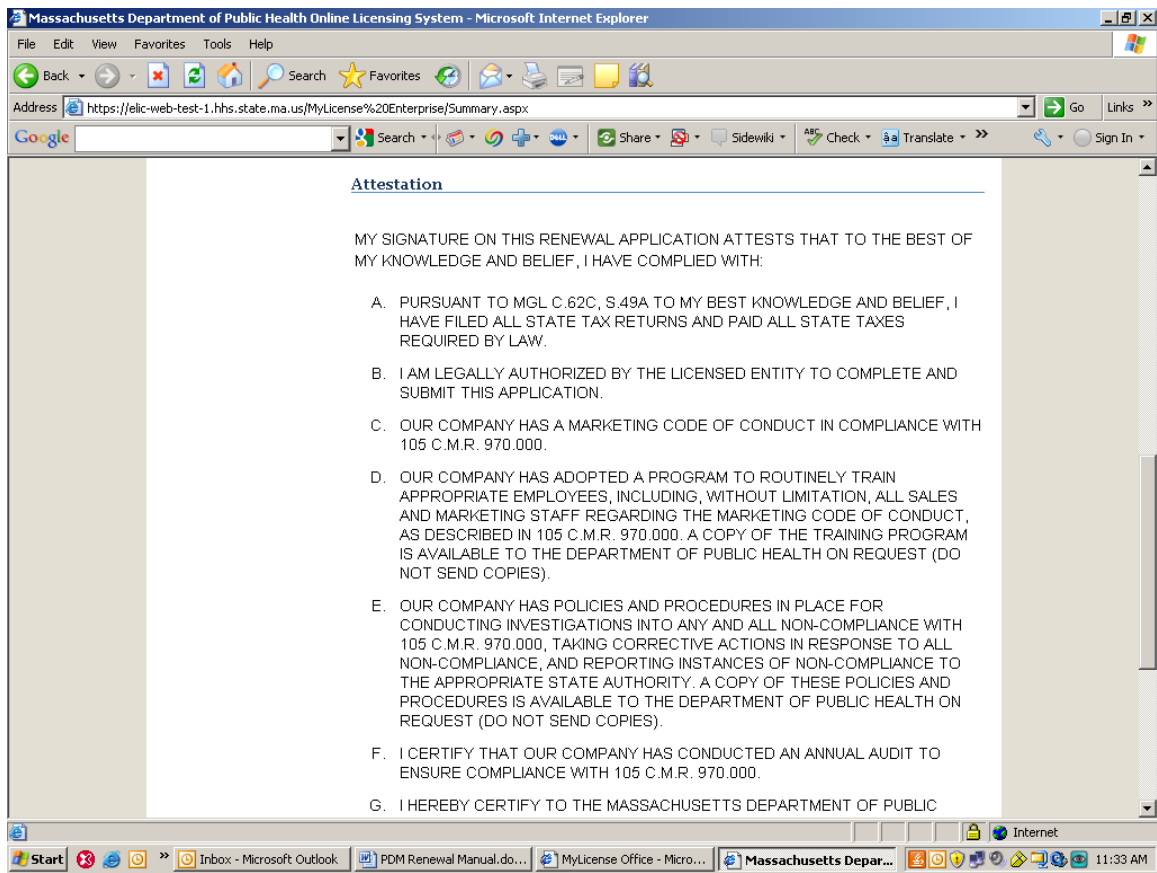 Massachusetts Department of Public Health Online Licensing System - Microsoft Internet Explorer
File Edit View Favorites Tools Help
Back Search Favorites
Address https://elic-web-test-1.hhs.state.ma.us/MyLicense%20Enterprise/Summary.aspx Go Links »
Google Search Share Sidewiki Check Translate » Sign In
Attestation
MY SIGNATURE ON THIS RENEWAL APPLICATION ATTESTS THAT TO THE BEST OF
MY KNOWLEDGE AND BELIEF, I HAVE COMPLIED WITH:
A. PURSUANT TO MGL C.62C, S.49A TO MY BEST KNOWLEDGE AND BELIEF, I
HAVE FILED ALL STATE TAX RETURNS AND PAID ALL STATE TAXES
REQUIRED BY LAW.
B. I AM LEGALLY AUTHORIZED BY THE LICENSED ENTITY TO COMPLETE AND
SUBMIT THIS APPLICATION.
C. OUR COMPANY HAS A MARKETING CODE OF CONDUCT IN COMPLIANCE WITH
105 C.M.R. 970.000.
D. OUR COMPANY HAS ADOPTED A PROGRAM TO ROUTINELY TRAIN
APPROPRIATE EMPLOYEES, INCLUDING, WITHOUT LIMITATION, ALL SALES
AND MARKETING STAFF REGARDING THE MARKETING CODE OF CONDUCT,
AS DESCRIBED IN 105 C.M.R. 970.000. A COPY OF THE TRAINING PROGRAM
IS AVAILABLE TO THE DEPARTMENT OF PUBLIC HEALTH ON REQUEST (DO
NOT SEND COPIES).
E. OUR COMPANY HAS POLICIES AND PROCEDURES IN PLACE FOR
CONDUCTING INVESTIGATIONS INTO ANY AND ALL NON-COMPLIANCE WITH
105 C.M.R. 970.000, TAKING CORRECTIVE ACTIONS IN RESPONSE TO ALL
NON-COMPLIANCE, AND REPORTING INSTANCES OF NON-COMPLIANCE TO
THE APPROPRIATE STATE AUTHORITY. A COPY OF THESE POLICIES AND
PROCEDURES IS AVAILABLE TO THE DEPARTMENT OF PUBLIC HEALTH ON
REQUEST (DO NOT SEND COPIES).
F. I CERTIFY THAT OUR COMPANY HAS CONDUCTED AN ANNUAL AUDIT TO
ENSURE COMPLIANCE WITH 105 C.M.R. 970.000.
G. I HEREBY CERTIFY TO THE MASSACHUSETTS DEPARTMENT OF PUBLIC
Internet
Start » Inbox - Microsoft Outlook PDM Renewal Manual.do... MyLicense Office - Micro... Massachusetts Depar... 11:33 AM